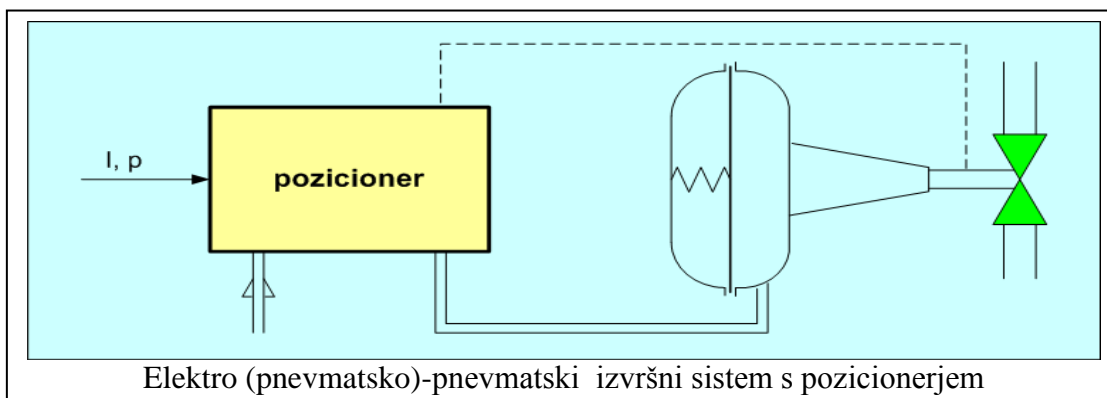 I, p
pozicioner
Elektro (pnevmatsko)-pnevmatski izvršni sistem s pozicionerjem